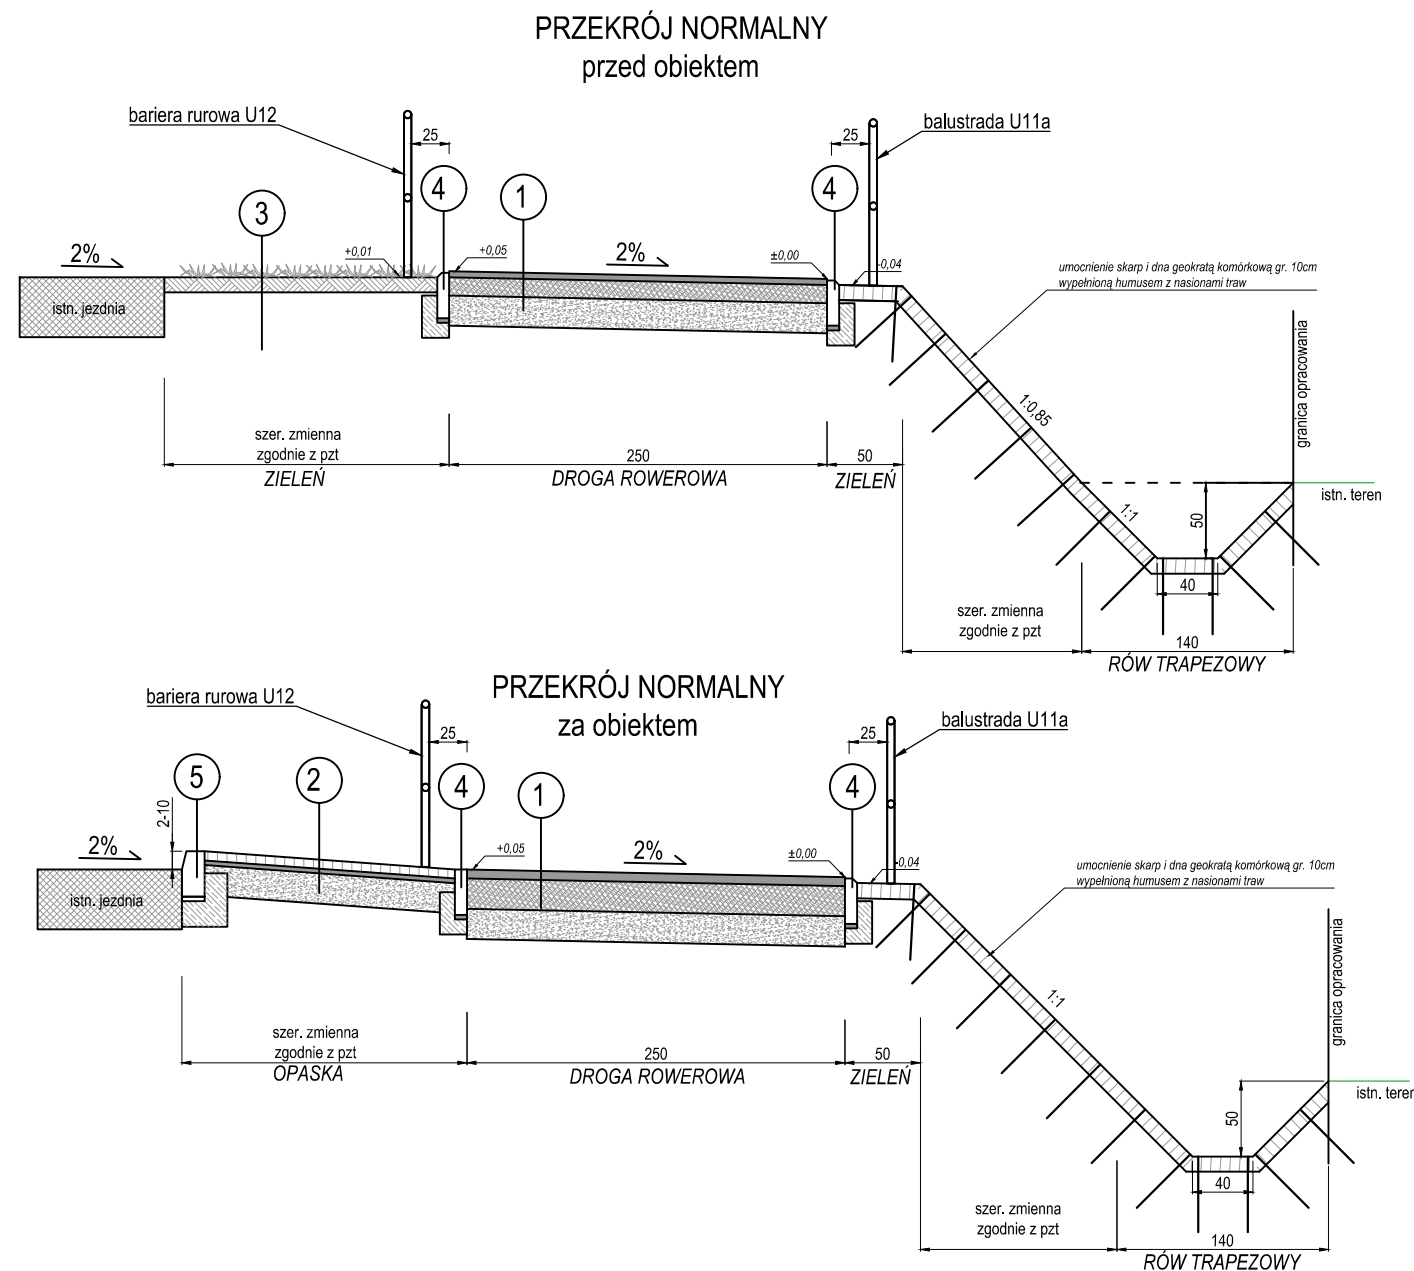 PRZEKRÓJ NORMALNY
przed obiektem
bariera rurowa U12
25
25
balustrada U11a
4
1
4
3
2%
+0,01
+0,05
2%
±0,00
-0,04
istn. jezdnia
umocnienie skarp i dna geokratą komórkową gr. 10cm
wypełnioną humusem z nasionami traw
granica opracowania
1:0,85
szer. zmienna
zgodnie z pzt
ZIELEŃ
250
DROGA ROWEROWA
50
ZIELEŃ
istn. teren
1:1
50
40
szer. zmienna
zgodnie z pzt
140
RÓW TRAPEZOWY
PRZEKRÓJ NORMALNY
za obiektem
bariera rurowa U12
25
25
balustrada U11a
5
2
4
1
4
2-10
2%
+0,05
2%
±0,00
-0,04
istn. jezdnia
umocnienie skarp i dna geokratą komórkową gr. 10cm
wypełnioną humusem z nasionami traw
granica opracowania
1:1
szer. zmienna
zgodnie z pzt
OPASKA
250
DROGA ROWEROWA
50
ZIELEŃ
istn. teren
50
40
szer. zmienna
zgodnie z pzt
140
RÓW TRAPEZOWY